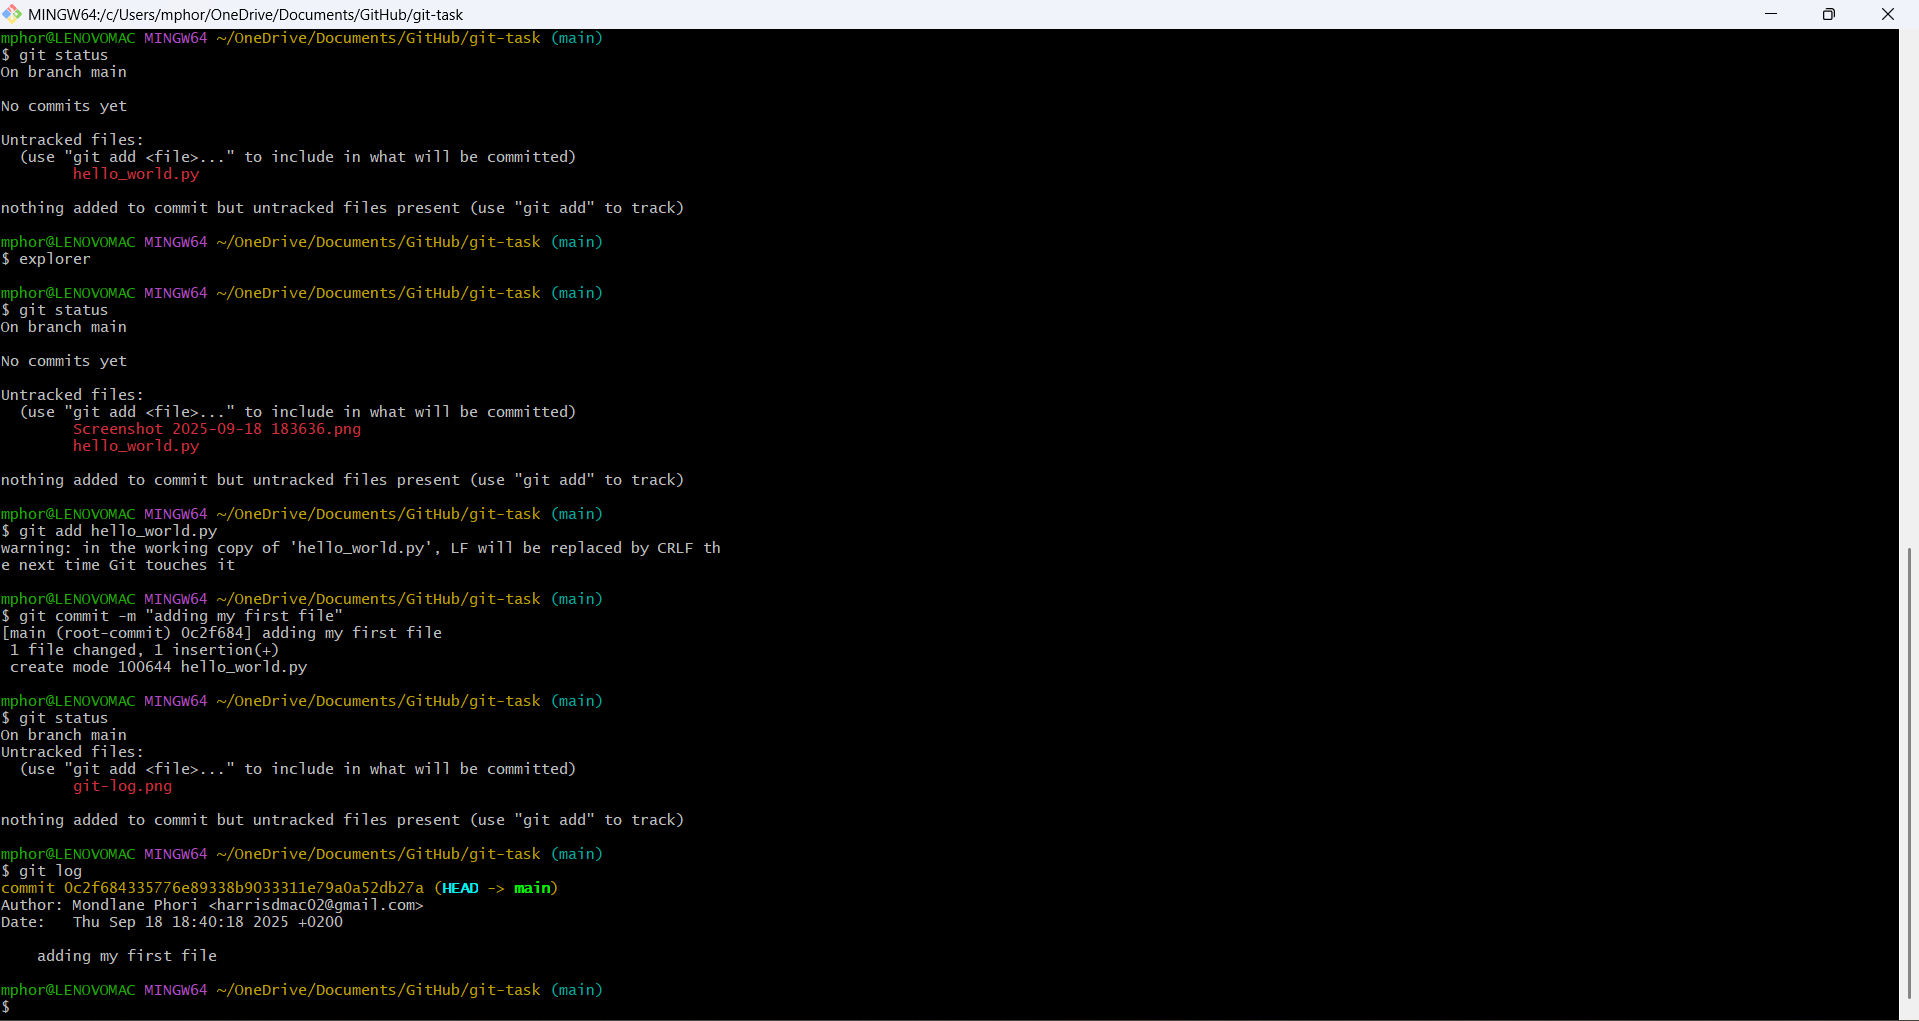 MINGW64:/c/Users/mphor/OneDrive/Documents/GitHub/git-task
mphor@LENOVOMAC MINGW64 ~/OneDrive/Documents/GitHub/git-task (main)
$ git status
On branch main

No commits yet

Untracked files:
  (use "git add <file>..." to include in what will be committed)
        hello_world.py

nothing added to commit but untracked files present (use "git add" to track)

mphor@LENOVOMAC MINGW64 ~/OneDrive/Documents/GitHub/git-task (main)
$ explorer

mphor@LENOVOMAC MINGW64 ~/OneDrive/Documents/GitHub/git-task (main)
$ git status
On branch main

No commits yet

Untracked files:
  (use "git add <file>..." to include in what will be committed)
        Screenshot 2025-09-18 183636.png
        hello_world.py

nothing added to commit but untracked files present (use "git add" to track)

mphor@LENOVOMAC MINGW64 ~/OneDrive/Documents/GitHub/git-task (main)
$ git add hello_world.py
warning: in the working copy of 'hello_world.py', LF will be replaced by CRLF th
e next time Git touches it

mphor@LENOVOMAC MINGW64 ~/OneDrive/Documents/GitHub/git-task (main)
$ git commit -m "adding my first file"
[main (root-commit) 0c2f684] adding my first file
 1 file changed, 1 insertion(+)
 create mode 100644 hello_world.py

mphor@LENOVOMAC MINGW64 ~/OneDrive/Documents/GitHub/git-task (main)
$ git status
On branch main
Untracked files:
  (use "git add <file>..." to include in what will be committed)
        git-log.png

nothing added to commit but untracked files present (use "git add" to track)

mphor@LENOVOMAC MINGW64 ~/OneDrive/Documents/GitHub/git-task (main)
$ git log
commit 0c2f684335776e89338b9033311e79a0a52db27a (HEAD -> main)
Author: Mondlane Phori <harrisdmac02@gmail.com>
Date:   Thu Sep 18 18:40:18 2025 +0200

    adding my first file

mphor@LENOVOMAC MINGW64 ~/OneDrive/Documents/GitHub/git-task (main)
$